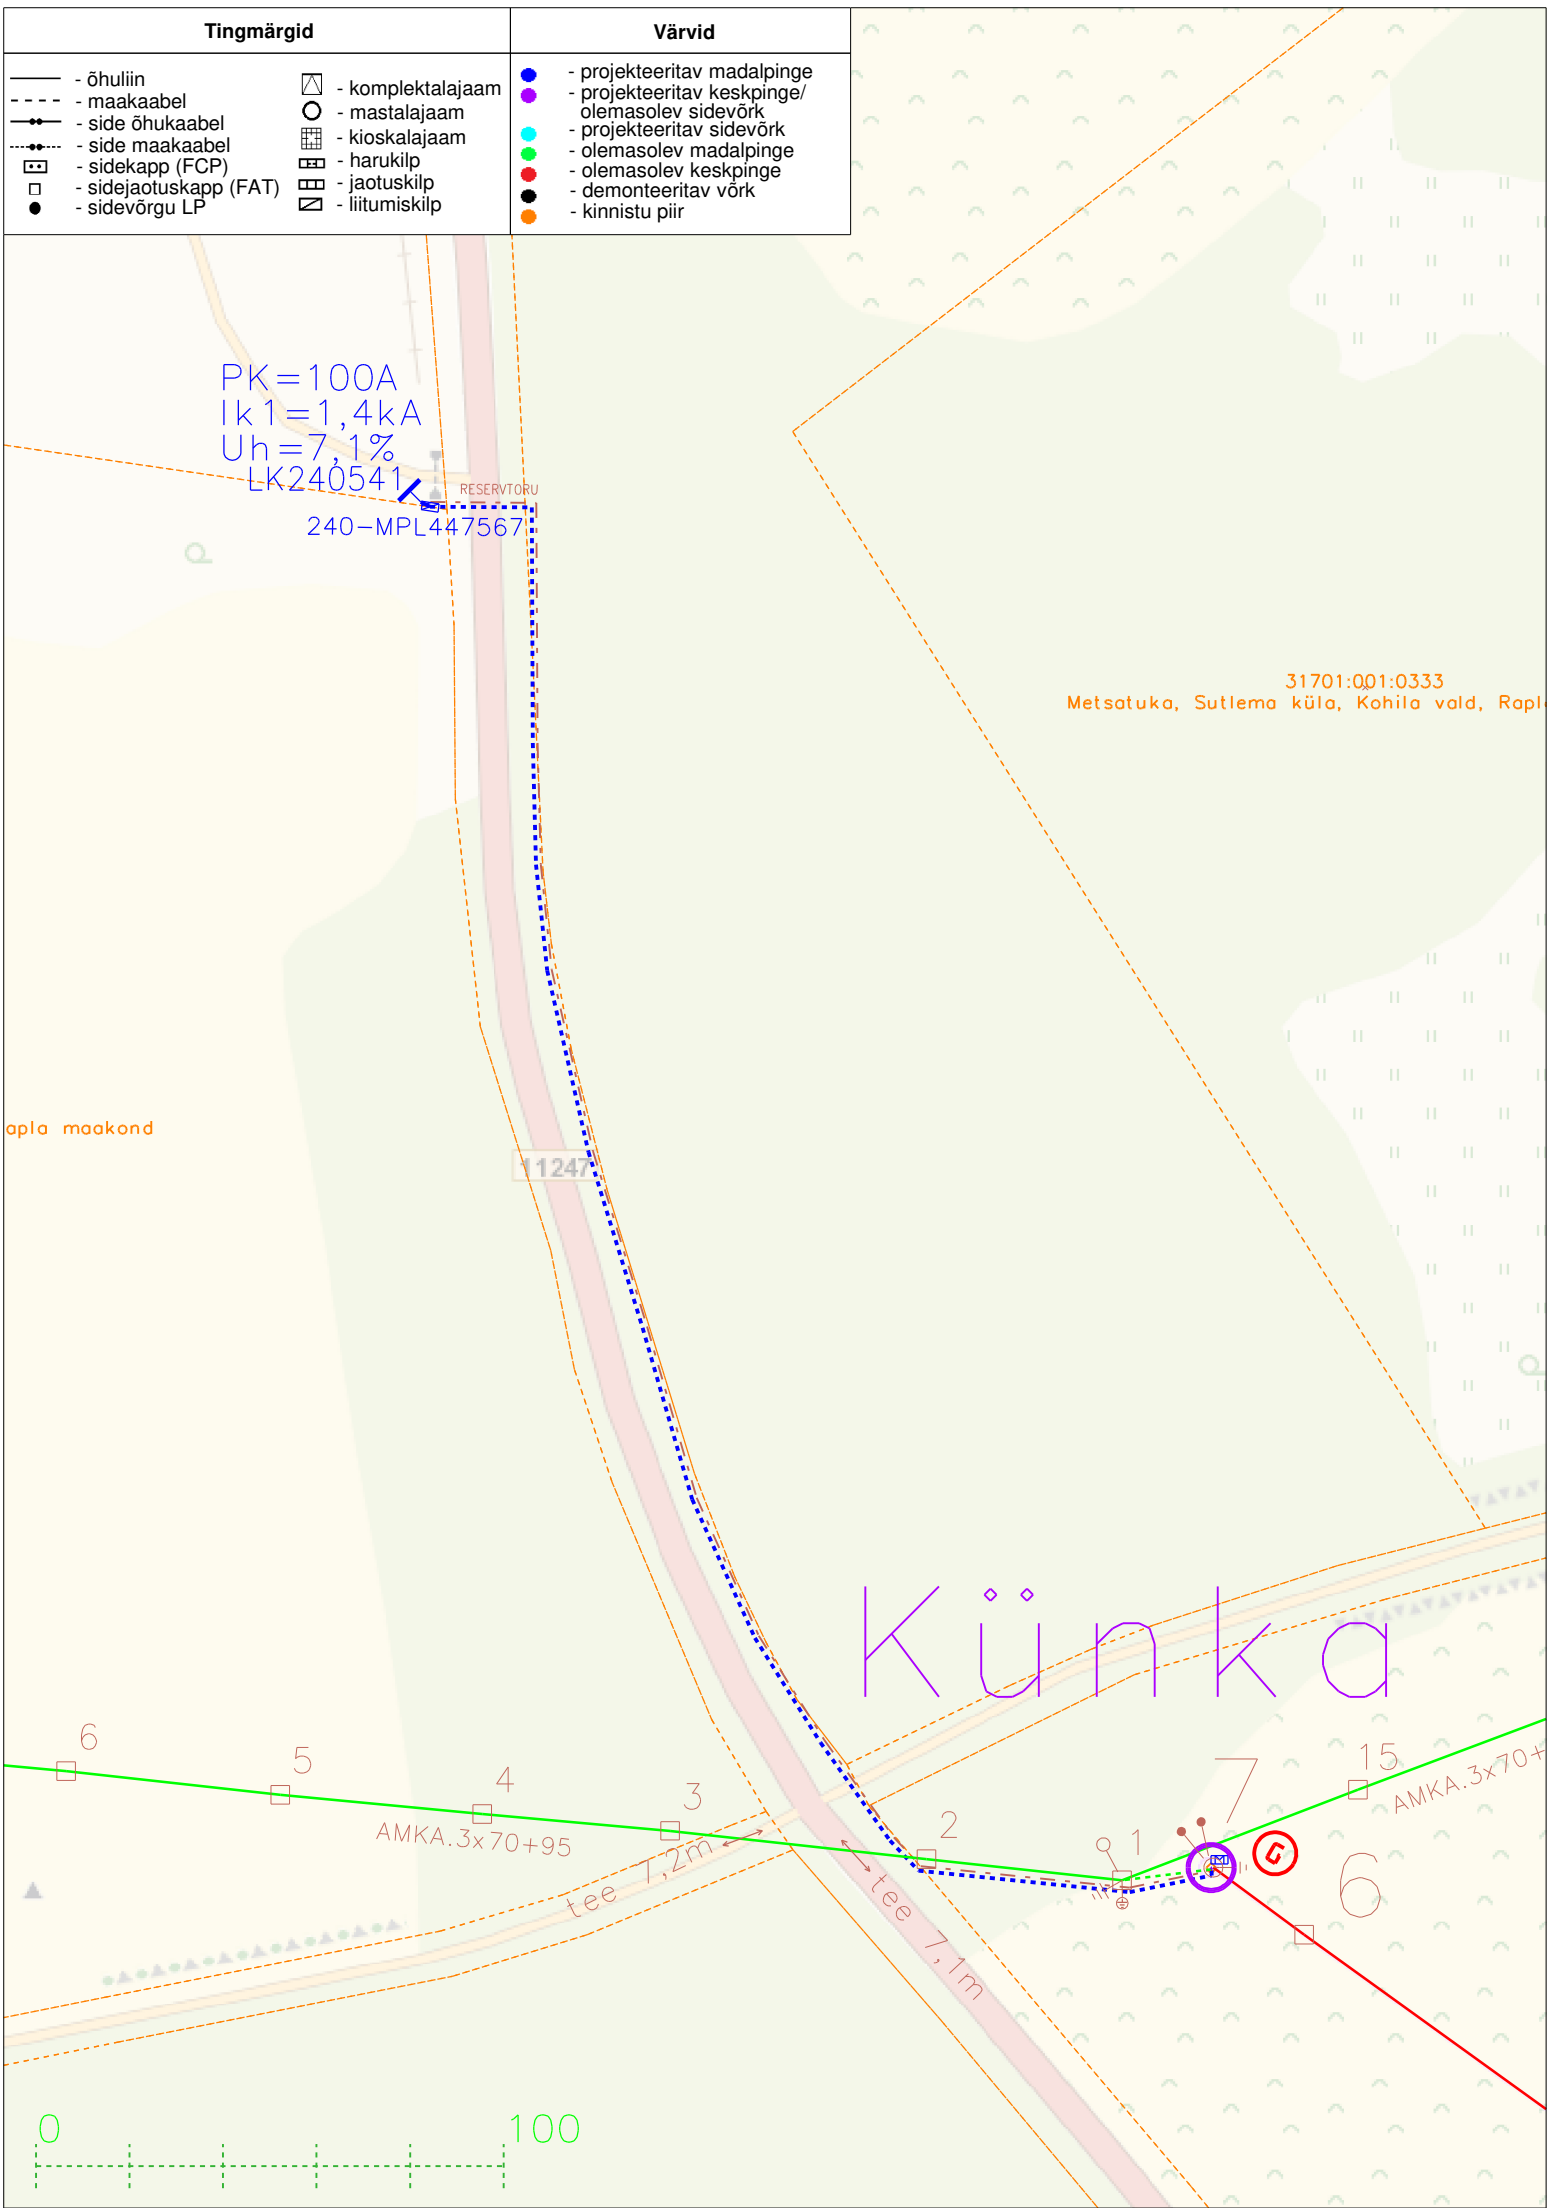 Tingmärgid
Värvid
- õhuliin
- maakaabel
- side õhukaabel
- side maakaabel
- sidekapp (FCP)
- sidejaotuskapp (FAT)
- sidevõrgu LP
- komplektalajaam
- mastalajaam
- kioskalajaam
- harukilp
- jaotuskilp
- liitumiskilp
- projekteeritav madalpinge
- projekteeritav keskpinge/
olemasolev sidevõrk
- projekteeritav sidevõrk
- olemasolev madalpinge
- olemasolev keskpinge
- demonteeritav võrk
- kinnistu piir
PK=100A
Ik1=1,4kA
Uh=7,1%
LK240541
RESERVTORU
240-MPL447567
31701:001:0333
Metsatuka, Sutlema küla, Kohila vald, Rapl
apla maakond
11247
Künka
6
5
4
3
2
1
7
15
AMKA.3x70+95
AMKA.3x70+
tee 7,2m
tee 7,1m
G
6
0
100